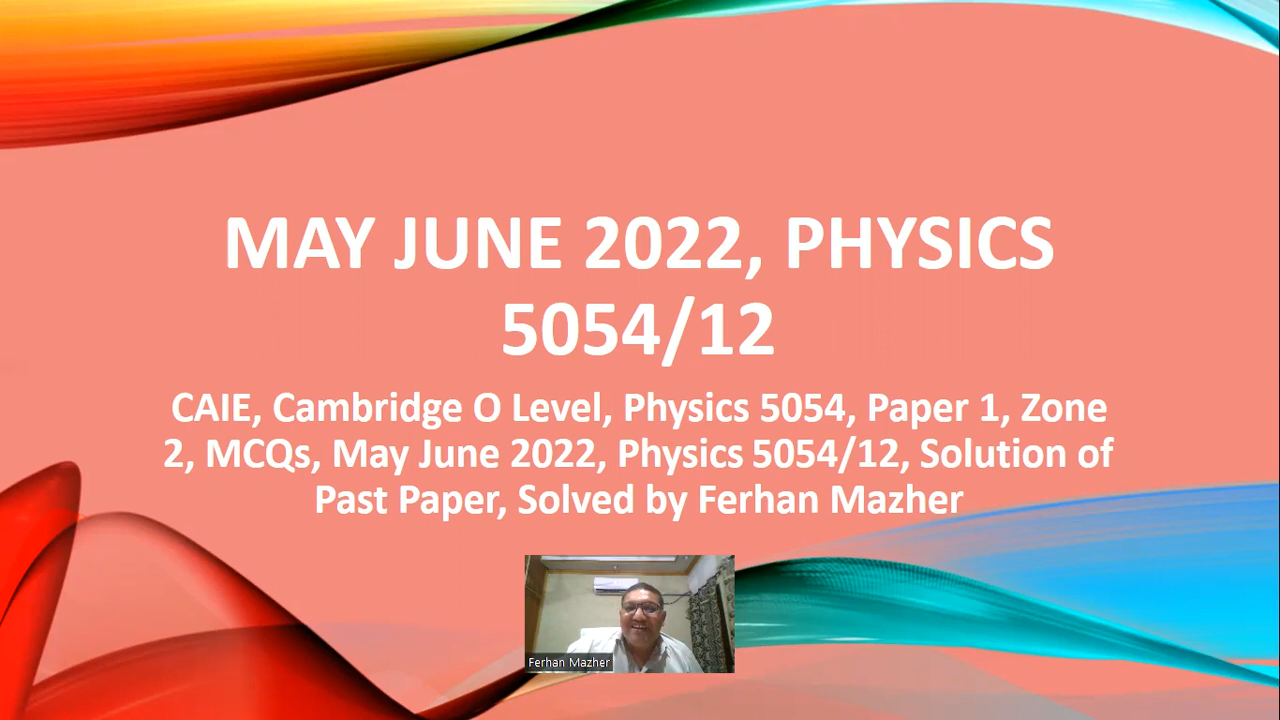 MAY JUNE 2022, PHYSICS
5054/12
CAIE, Cambridge O Level, Physics 5054, Paper 1, Zone
2, MCQs, May June 2022, Physics 5054/12, Solution of
Past Paper, Solved by Ferhan Mazher
Ferhan Mazher